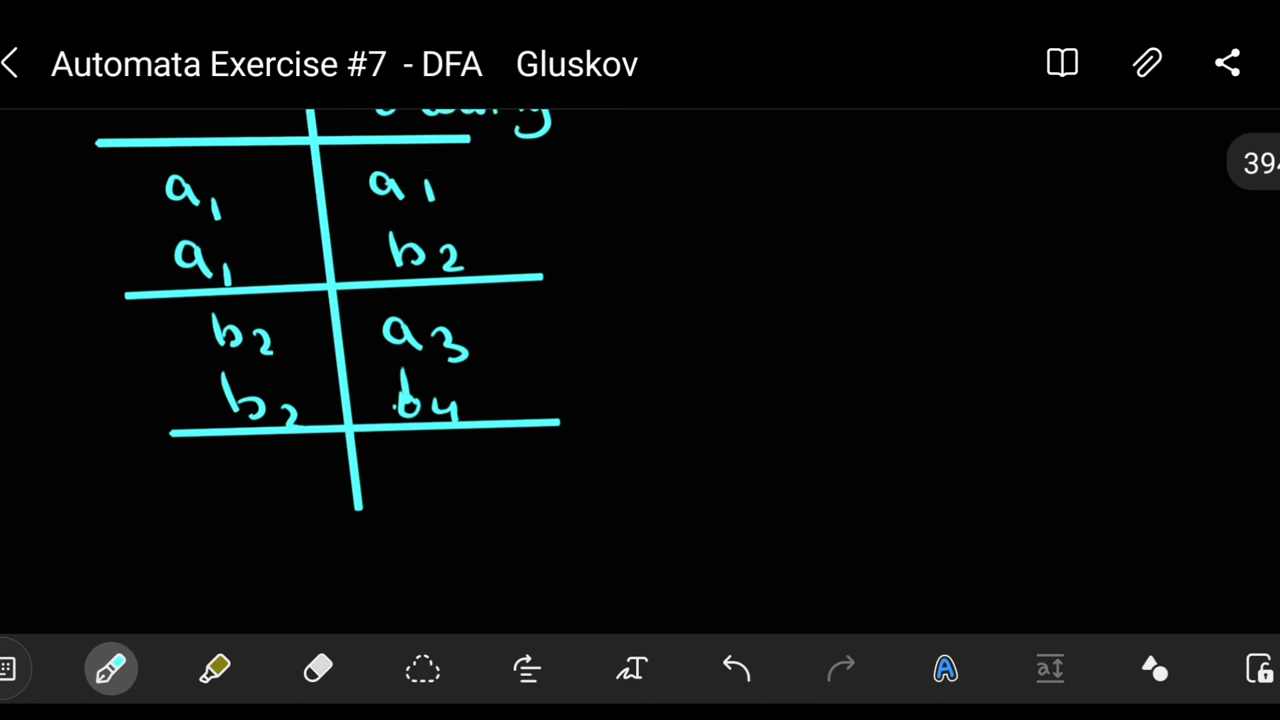 Automata Exercise #7 - DFA Gluskov
394
a1 a1
a1 b2
b2 a3
b2 b4